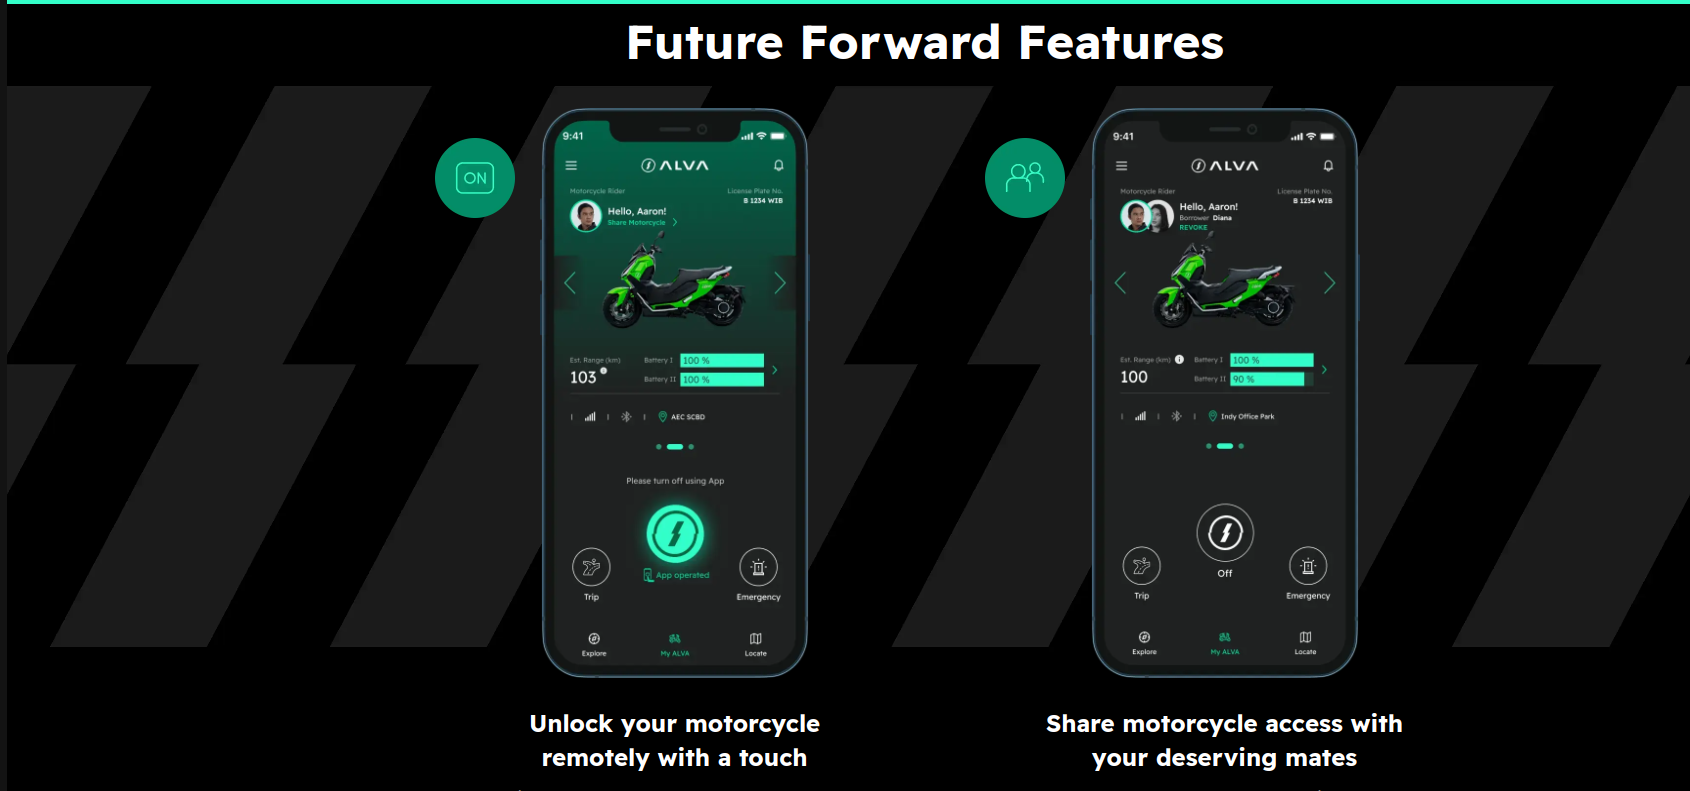 Future Forward Features
ON
9:41
ALVA
Motorcycle Rider
License Plate No.
B 1234 WIB
Hello, Aaron!
Share Motorcycle
Est. Range (km)
103
Battery I
100 %
Battery II
100 %
AEC SCBD
Please turn off using App
App operated
Trip
Emergency
Explore
My ALVA
Locate
Unlock your motorcycle
remotely with a touch
9:41
ALVA
Motorcycle Rider
License Plate No.
B 1234 WIB
Hello, Aaron!
Borrower Diana
REVOKE
Est. Range (km)
100
Battery I
100 %
Battery II
90 %
Indy Office Park
Off
Trip
Emergency
Explore
My ALVA
Locate
Share motorcycle access with
your deserving mates